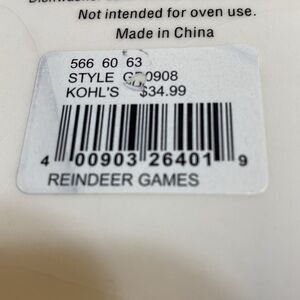 Not intended for oven use.
Made in China
566 60 63
STYLE
KOHL'S $34.99
4 00903 26401 9
REINDEER GAMES